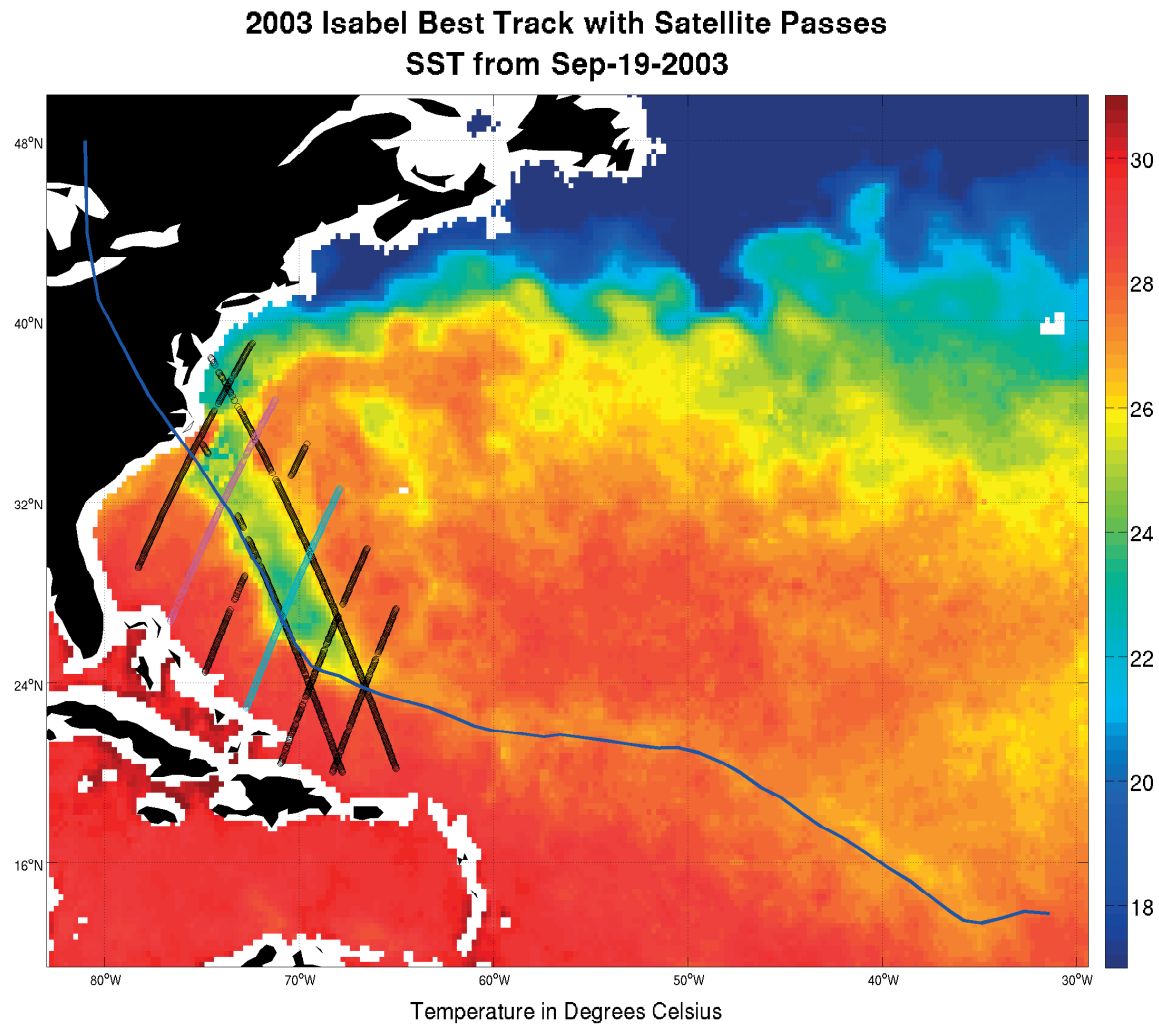 2003 Isabel Best Track with Satellite Passes
SST from Sep-19-2003
48°N
40°N
32°N
24°N
16°N
80°W
70°W
60°W
50°W
40°W
30°W
30
28
26
24
22
20
18
Temperature in Degrees Celsius